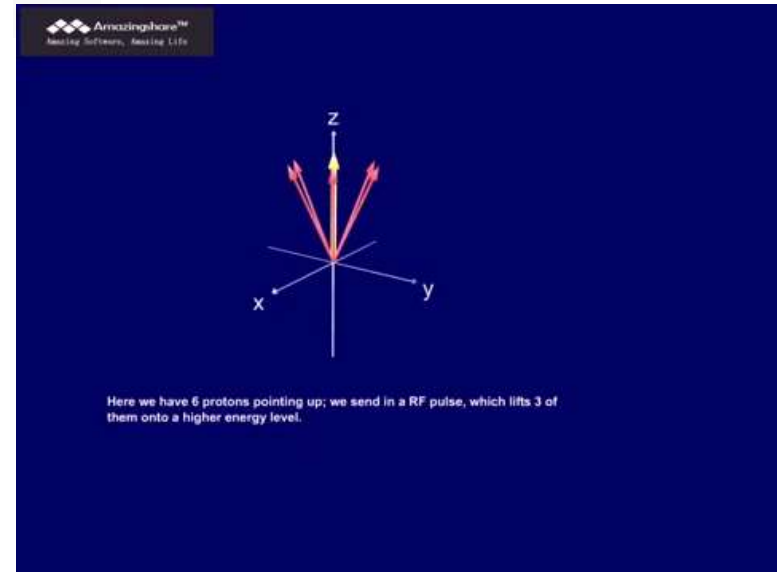 Amazingshare™
Amazing Software, Amazing Life
z
x
y
Here we have 6 protons pointing up; we send in a RF pulse, which lifts 3 of
them onto a higher energy level.